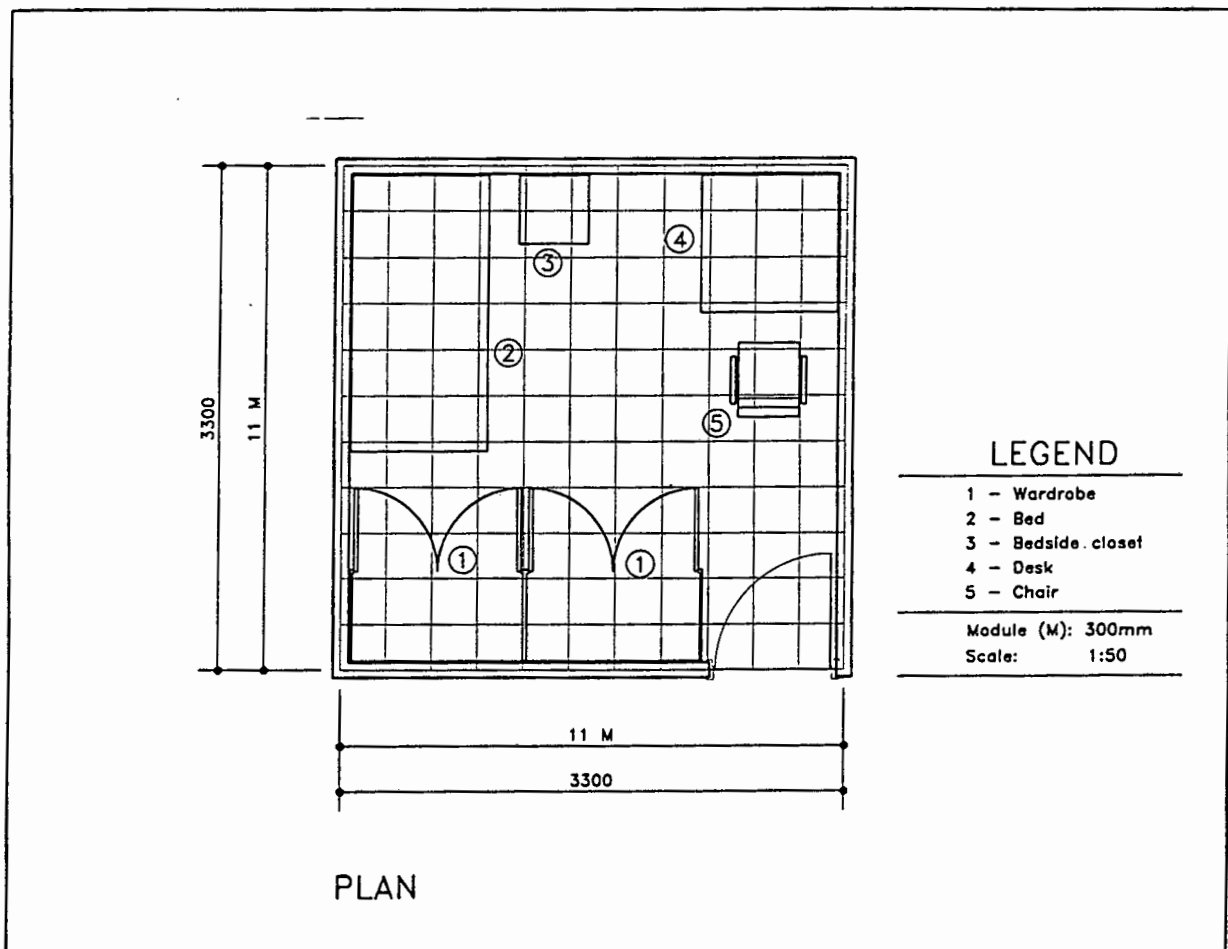 4
3
2
5
3300
11 M
1
1
11 M
3300
LEGEND
1 - Wardrobe
2 - Bed
3 - Bedside.closet
4 - Desk
5 - Chair
Module (M): 300mm
Scale: 1:50
PLAN